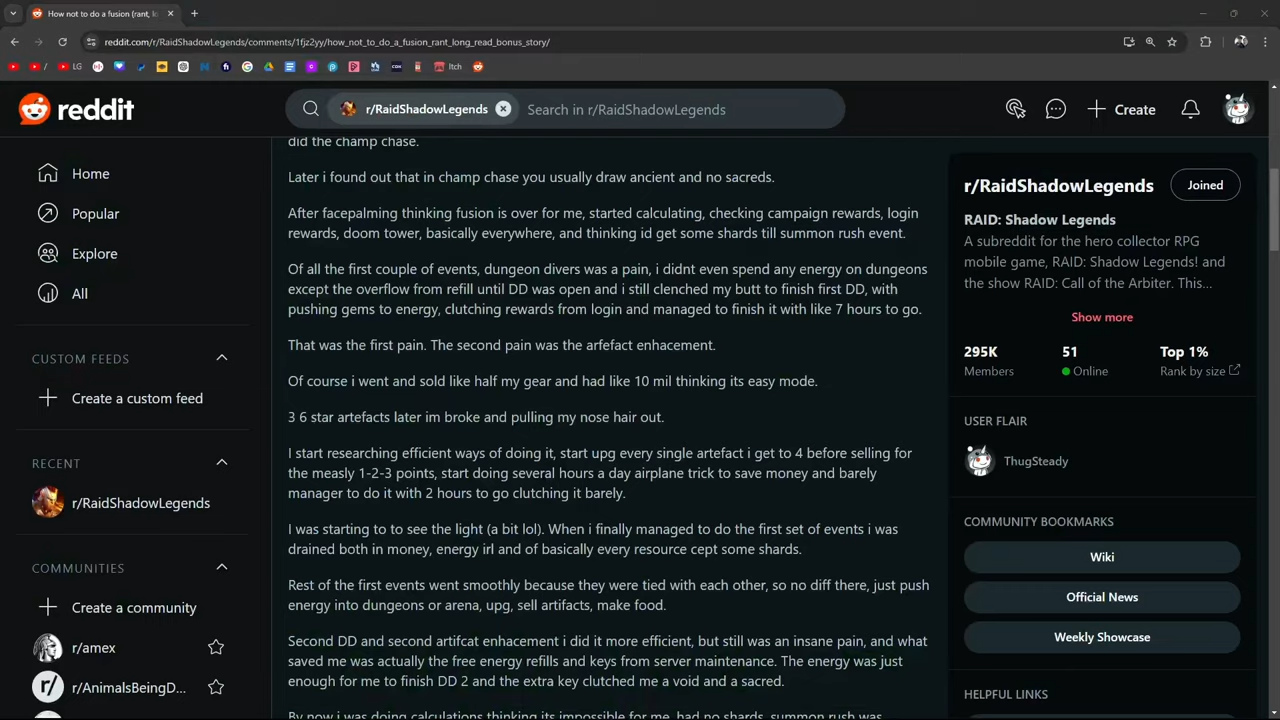 How not to do a fusion (rant, lo
reddit.com/r/RaidShadowLegends/comments/1fjz2yy/how_not_to_do_a_fusion_rant_long_read_bonus_story/
/ LG Itch
reddit
r/RaidShadowLegends
Search in r/RaidShadowLegends
Create
Home
Popular
Explore
All
CUSTOM FEEDS
Create a custom feed
RECENT
r/RaidShadowLegends
COMMUNITIES
Create a community
r/amex
r/AnimalsBeingD...
did the champ chase.
Later i found out that in champ chase you usually draw ancient and no sacreds.
After facepalming thinking fusion is over for me, started calculating, checking campaign rewards, login
rewards, doom tower, basically everywhere, and thinking id get some shards till summon rush event.
Of all the first couple of events, dungeon divers was a pain, i didnt even spend any energy on dungeons
except the overflow from refill until DD was open and i still clenched my butt to finish first DD, with
pushing gems to energy, clutching rewards from login and managed to finish it with like 7 hours to go.
That was the first pain. The second pain was the arfefact enhacement.
Of course i went and sold like half my gear and had like 10 mil thinking its easy mode.
3 6 star artefacts later im broke and pulling my nose hair out.
I start researching efficient ways of doing it, start upg every single artefact i get to 4 before selling for
the measly 1-2-3 points, start doing several hours a day airplane trick to save money and barely
manager to do it with 2 hours to go clutching it barely.
I was starting to to see the light (a bit lol). When i finally managed to do the first set of events i was
drained both in money, energy irl and of basically every resource cept some shards.
Rest of the first events went smoothly because they were tied with each other, so no diff there, just push
energy into dungeons or arena, upg, sell artifacts, make food.
Second DD and second artifcat enhacement i did it more efficient, but still was an insane pain, and what
saved me was actually the free energy refills and keys from server maintenance. The energy was just
enough for me to finish DD 2 and the extra key clutched me a void and a sacred.
By now i was doing calculations thinking its impossible for me, had no shards, summon rush was
r/RaidShadowLegends
Joined
RAID: Shadow Legends
A subreddit for the hero collector RPG
mobile game, RAID: Shadow Legends! and
the show RAID: Call of the Arbiter. This...
Show more
295K 51 Top 1%
Members Online Rank by size
USER FLAIR
ThugSteady
COMMUNITY BOOKMARKS
Wiki
Official News
Weekly Showcase
HELPFUL LINKS